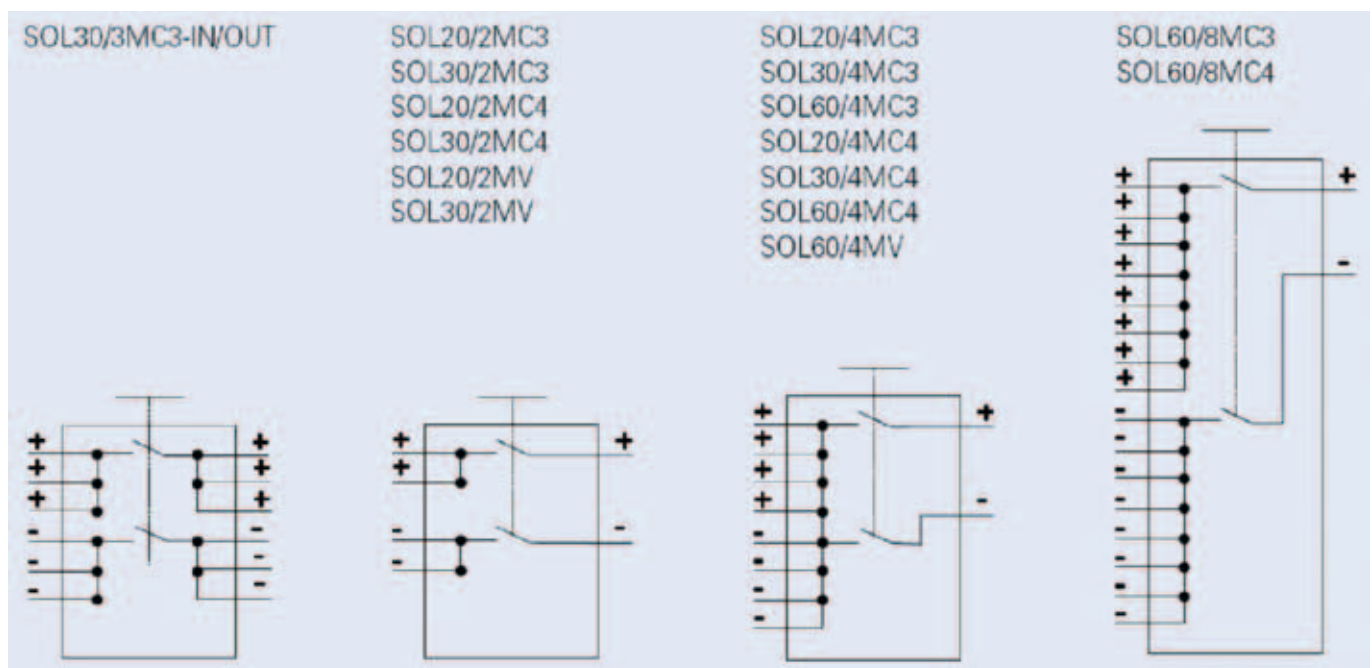 SOL30/3MC3-IN/OUT
+ +
+ +
+ +
- -
- -
- -
SOL20/2MC3
SOL30/2MC3
SOL20/2MC4
SOL30/2MC4
SOL20/2MV
SOL30/2MV
+ +
+
- -
-
SOL20/4MC3
SOL30/4MC3
SOL60/4MC3
SOL20/4MC4
SOL30/4MC4
SOL60/4MC4
SOL60/4MV
+ +
+
+
+ -
-
-
-
-
SOL60/8MC3
SOL60/8MC4
+ +
+
+
+ -
+
+
+
+
-
-
-
-
-
-
-
-